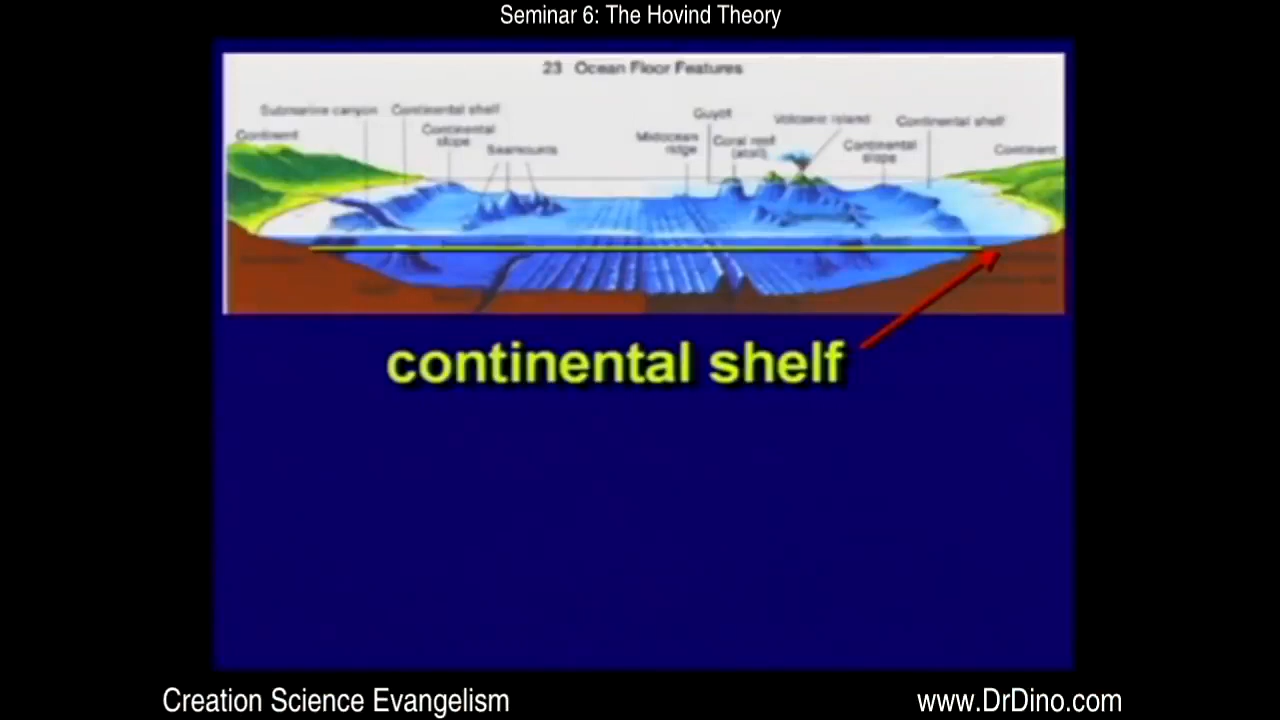 Seminar 6: The Hovind Theory
23 Ocean Floor Features
Submarine canyon
Continental shelf
Guyot
Volcanic island
Continental shelf
Continent
Continental
slope
Seamounts
Midocean
ridge
Coral reef
(atoll)
Continental
slope
Continent
continental shelf
Creation Science Evangelism
www.DrDino.com